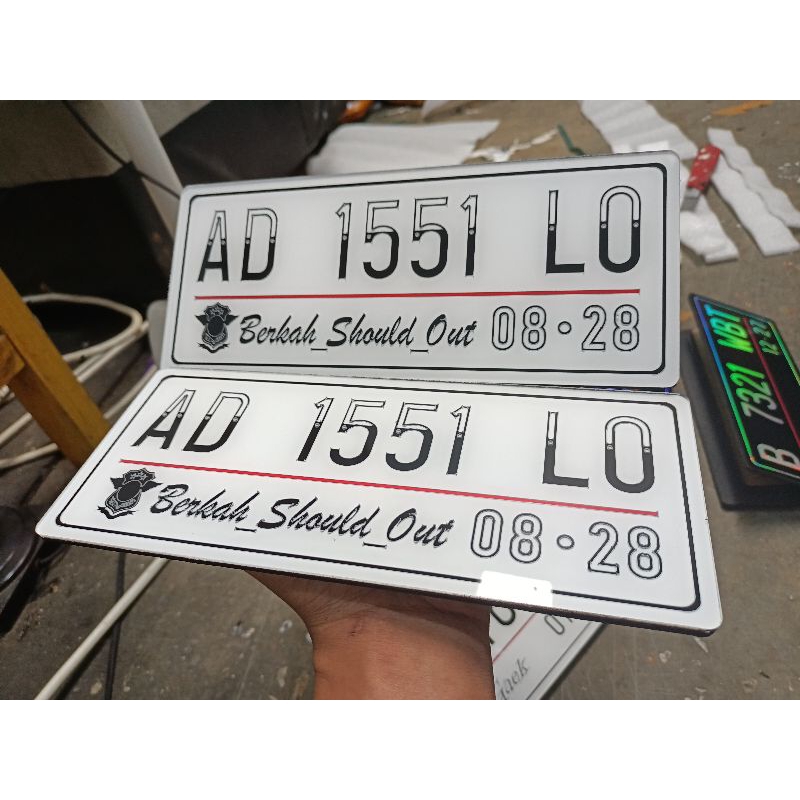 AD 1551 LO
Berkah_Should_Out 08·28
AD 1551 LO
Berkah_Should_Out 08·28
B 7321 WBT